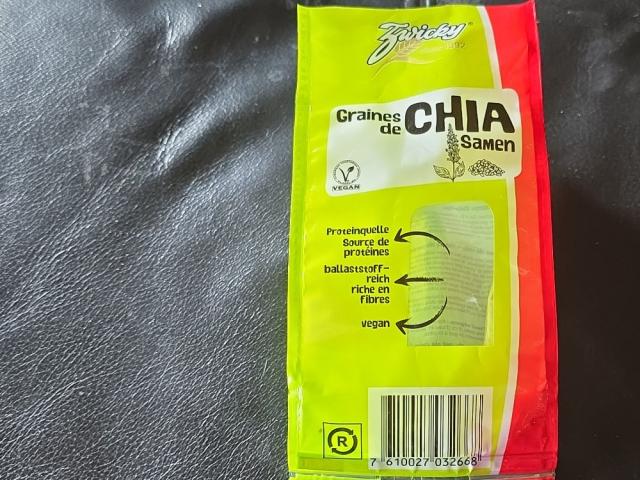 Zwicky®
1892
Graines
de CHIA
Samen
VEGAN
Proteinquelle
Source de
protéines
ballaststoff-
reich
riche en
fibres
vegan
R
7 610027 032668